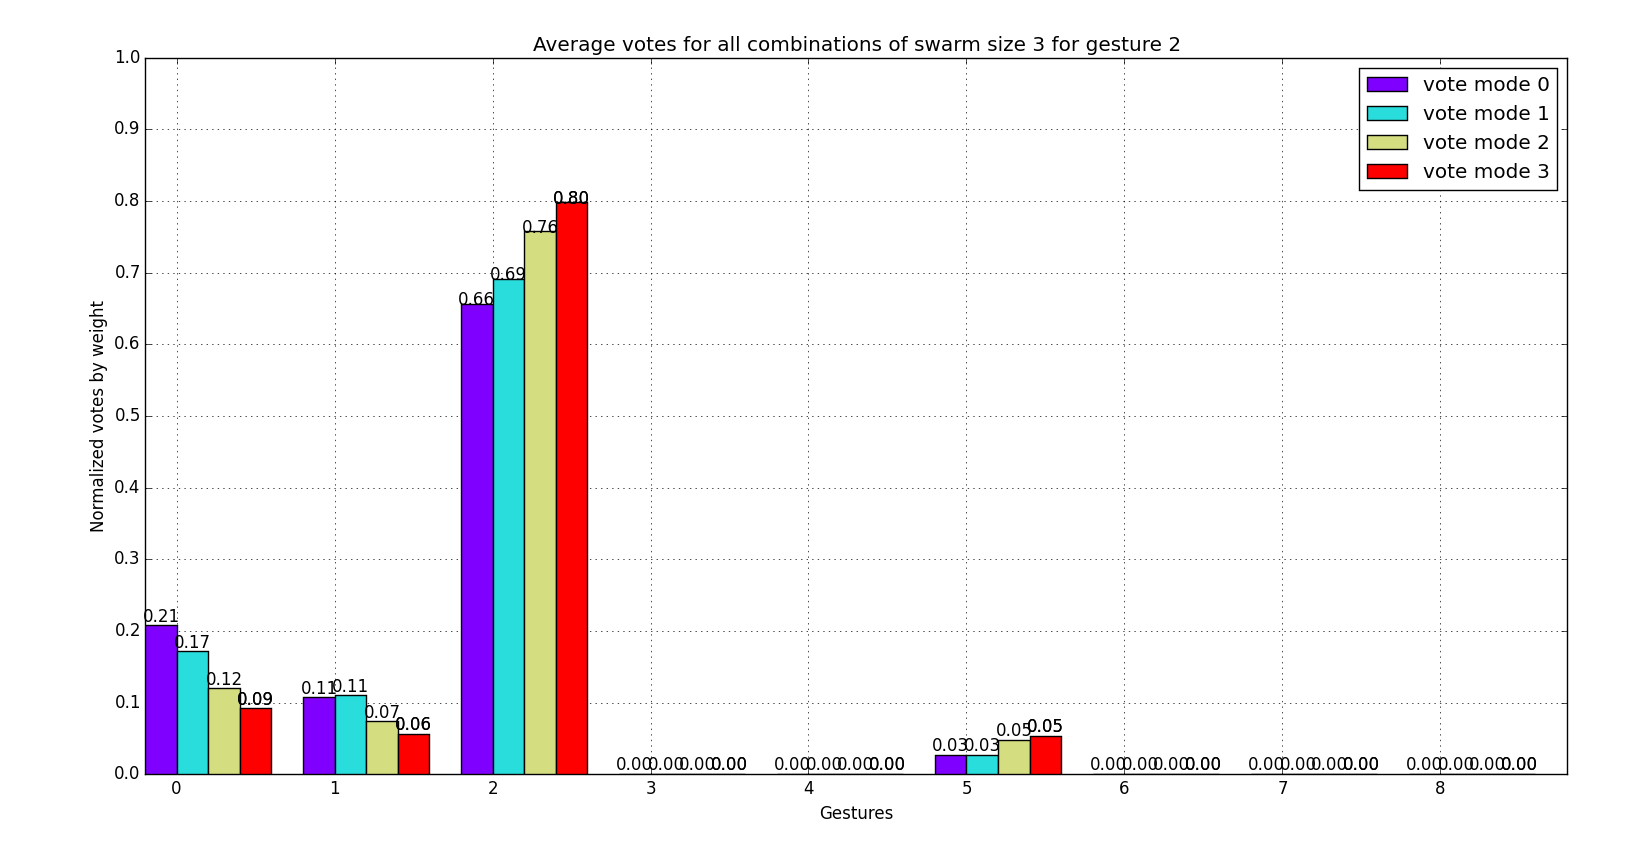 Average votes for all combinations of swarm size 3 for gesture 2
vote mode 0
vote mode 1
vote mode 2
vote mode 3
Normalized votes by weight
1.0
0.9
0.8
0.7
0.6
0.5
0.4
0.3
0.2
0.1
0.0
0.21
0.17
0.12
0.09
0.11
0.11
0.07
0.06
0.66
0.69
0.76
0.80
0.00 0.00 0.00 0.00
0.00 0.00 0.00 0.00
0.03
0.03
0.05
0.05
0.00 0.00 0.00 0.00
0.00 0.00 0.00 0.00
0.00 0.00 0.00 0.00
0 1 2 3 4 5 6 7 8
Gestures